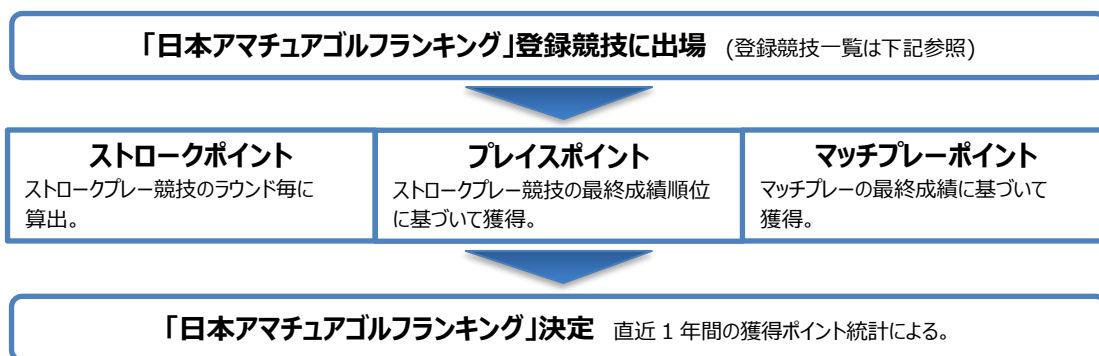 「日本アマチュアゴルフランキング」登録競技に出場 (登録競技一覧は下記参照)
ストロークポイント
ストロークプレー競技のラウンド毎に
算出。
プレイスポイント
ストロークプレー競技の最終成績順位
に基づいて獲得。
マッチプレーポイント
マッチプレーの最終成績に基づいて
獲得。
「日本アマチュアゴルフランキング」決定 直近 1 年間の獲得ポイント統計による。